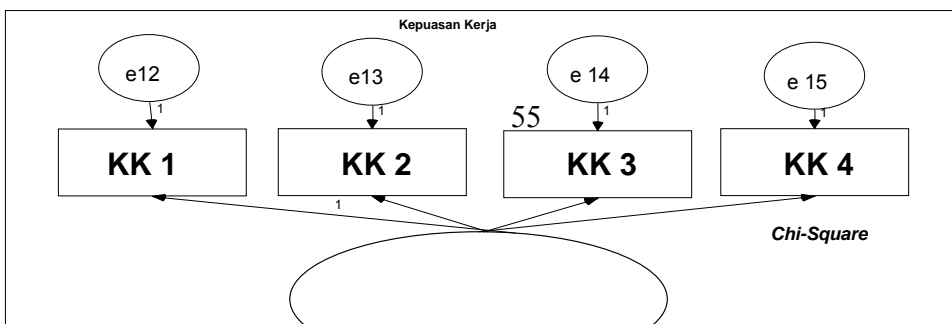 Kepuasan Kerja
e12 e13 e 14 e 15
1 1 1 1
55
KK 1 KK 2 KK 3 KK 4
1
Chi-Square